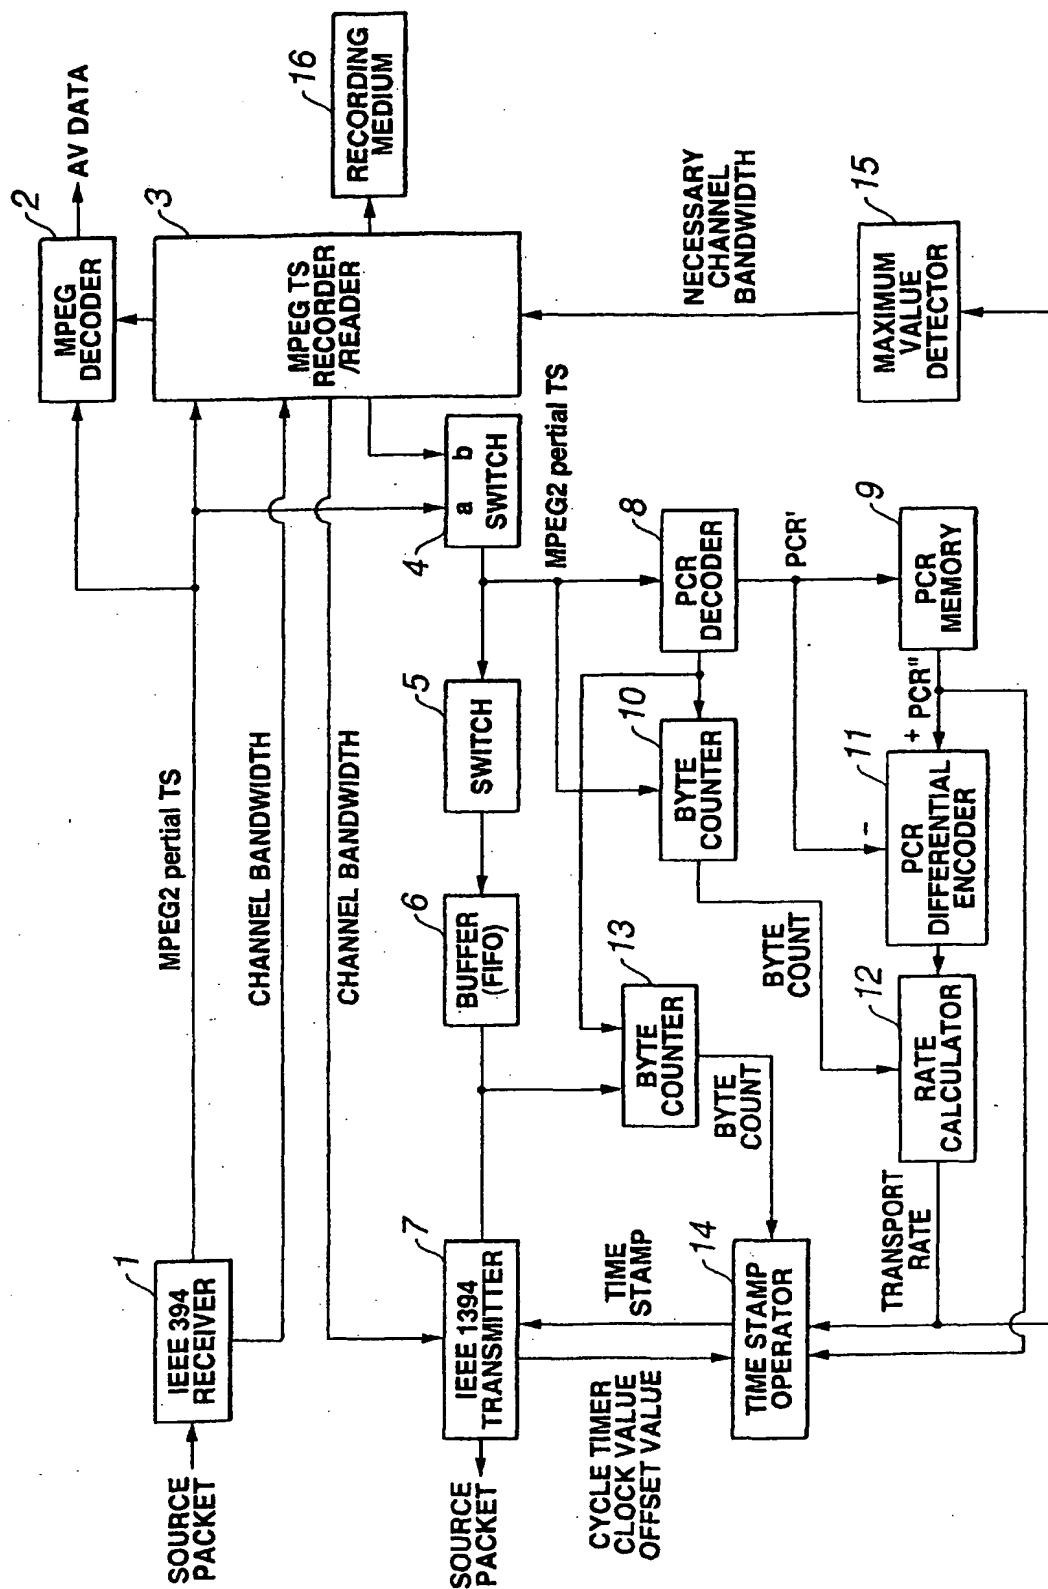 SOURCE
PACKET
1
IEEE 394
RECEIVER
MPEG2 pertial TS
2
MPEG
DECODER
AV DATA
CHANNEL BANDWIDTH
CHANNEL BANDWIDTH
3
MPEG TS
RECORDER
/READER
16
RECORDING
MEDIUM
SOURCE
PACKET
7
IEEE 1394
TRANSMITTER
6
BUFFER
(FIFO)
5
SWITCH
4
a b
SWITCH
MPEG2 pertial TS
NECESSARY
CHANNEL
BANDWIDTH
CYCLE TIMER
CLOCK VALUE
OFFSET VALUE
TIME
STAMP
13
BYTE
COUNTER
BYTE
COUNT
10
BYTE
COUNTER
8
PCR
DECODER
PCR'
14
TIME STAMP
OPERATOR
BYTE
COUNT
TRANSPORT
RATE
12
RATE
CALCULATOR
11
− + PCR"
PCR
DIFFERENTIAL
ENCODER
9
PCR
MEMORY
15
MAXIMUM
VALUE
DETECTOR